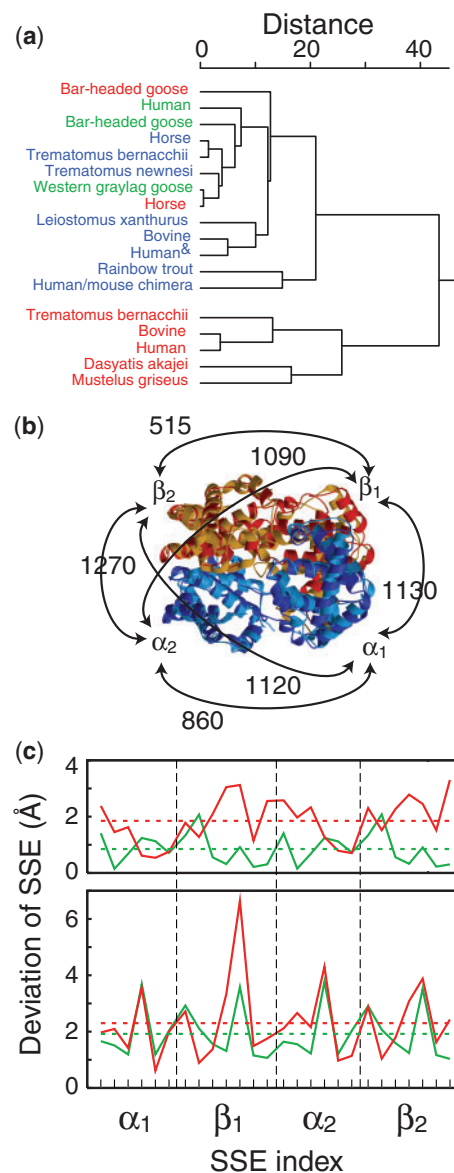 (a)
Distance
0 20 40
Bar-headed goose
Human
Bar-headed goose
Horse
Trematomus bernacchii
Trematomus newnesi
Western graylag goose
Horse
Leiostomus xanthurus
Bovine
Human&
Rainbow trout
Human/mouse chimera
Trematomus bernacchii
Bovine
Human
Dasyatis akajei
Mustelus griseus
(b)
515
1090
β2 β1
1270 1130
α2 α1
1120
860
(c)
4
2
0
6
4
2
0
Deviation of SSE (Å)
α1 β1 α2 β2
SSE index